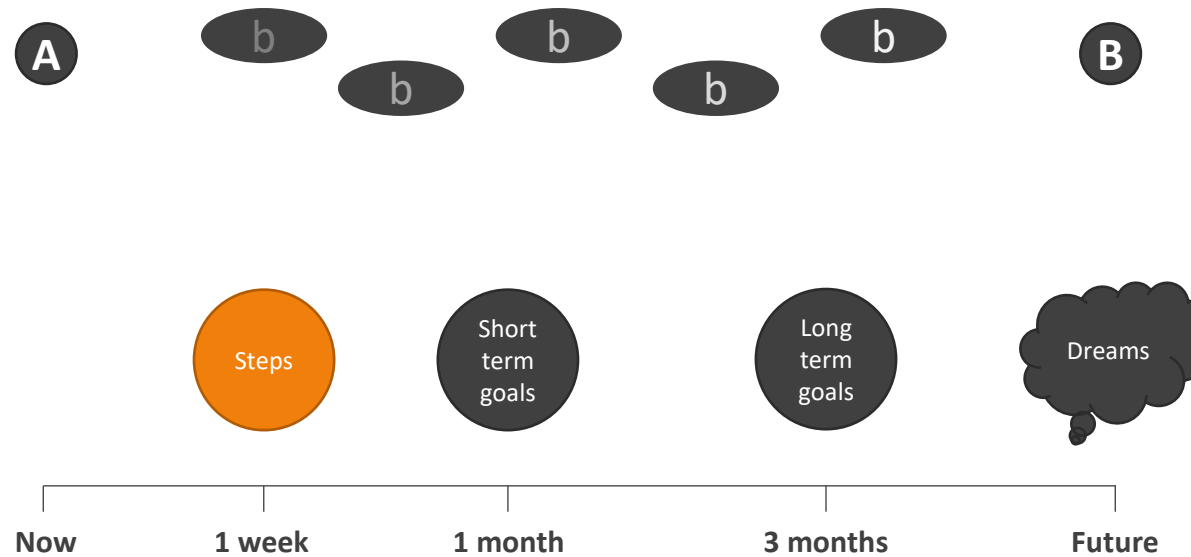 A
b
b
b
b
b
B
Steps
Short
term
goals
Long
term
goals
Dreams
Now
1 week
1 month
3 months
Future